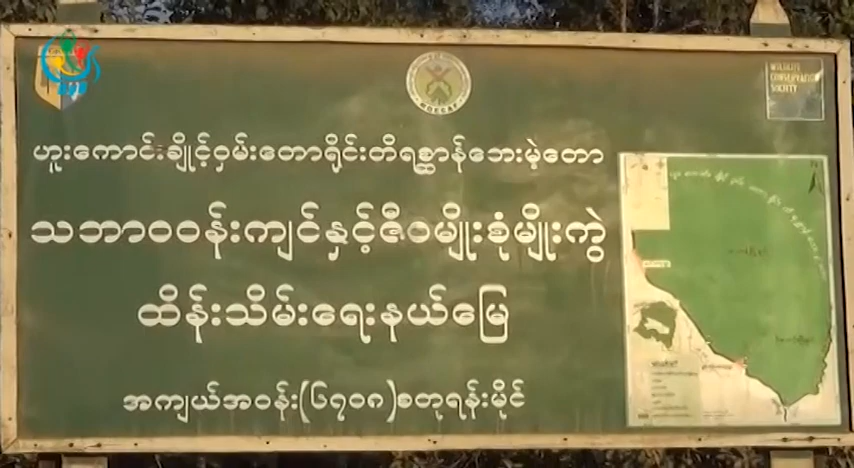 WILDLIFE
CONSERVATION
SOCIETY
ဟူးကောင်းချိုင့်ဝှမ်းတောရိုင်းတိရစ္ဆာန်ဘေးမဲ့တော
သဘာဝဝန်းကျင်နှင့်ဇီဝမျိုးစုံမျိုးကွဲ
ထိန်းသိမ်းရေးနယ်မြေ
အကျယ်အဝန်း(၆၇၀၈)စတုရန်းမိုင်